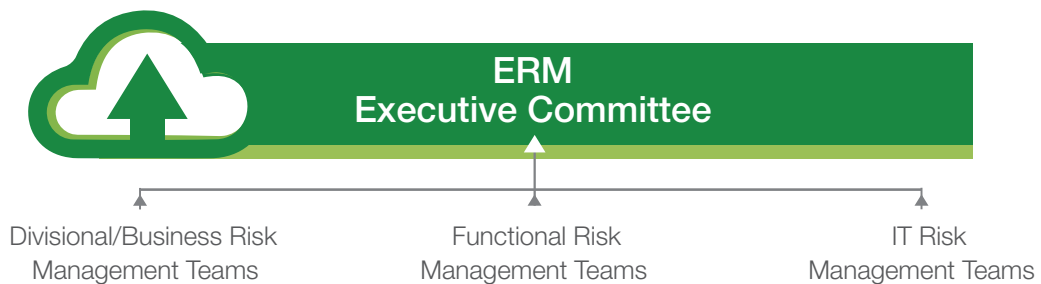 ERM
Executive Committee
Divisional/Business Risk
Management Teams
Functional Risk
Management Teams
IT Risk
Management Teams